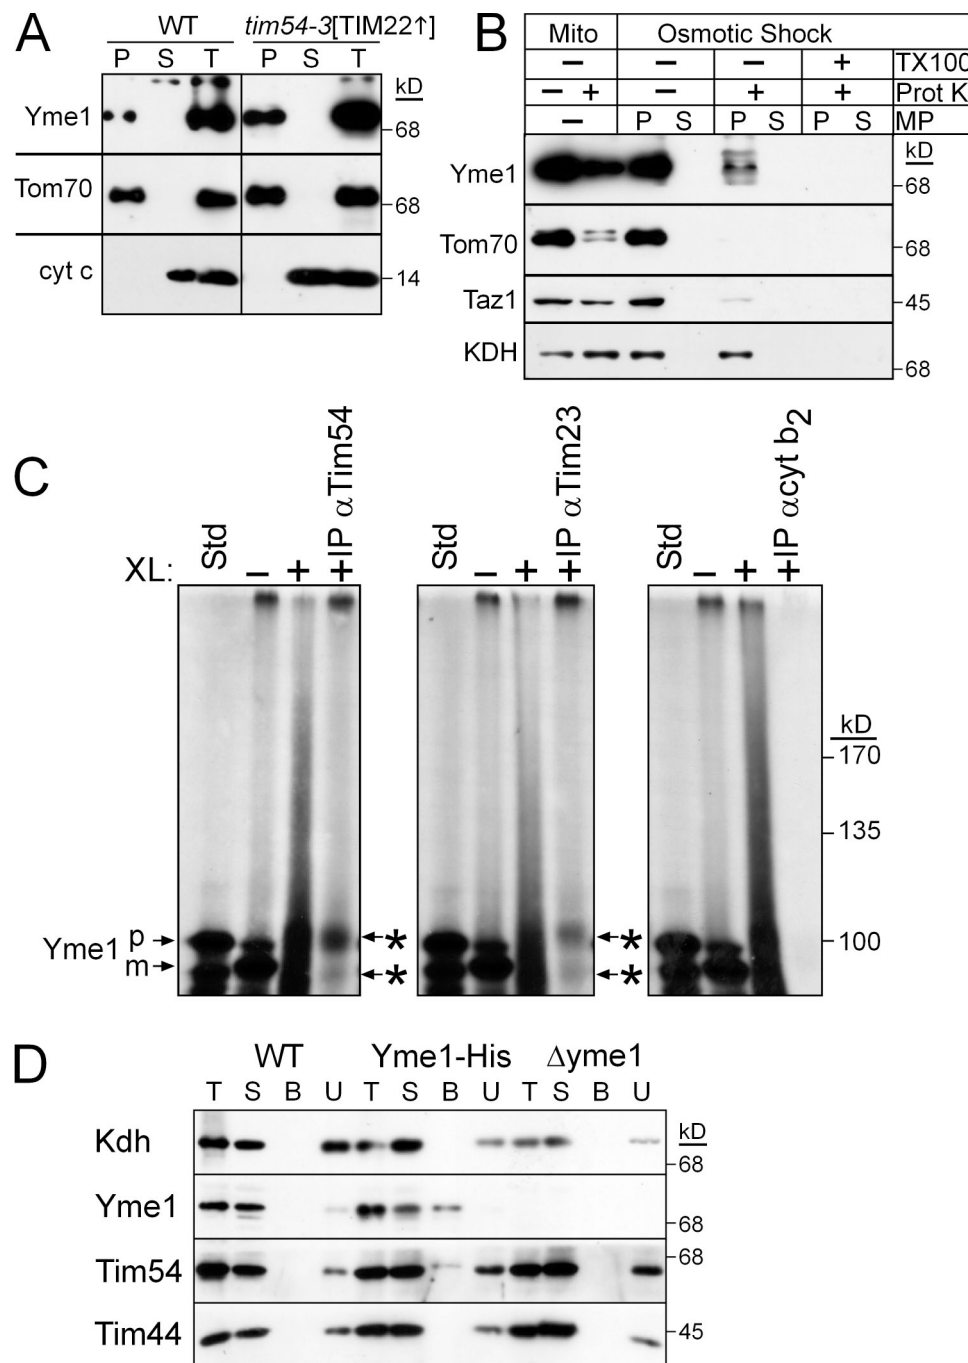 A
WT tim54-3[TIM22↑]
P S T P S T
kD
Yme1
68
Tom70
68
cyt c
14
B
Mito Osmotic Shock
− − − + TX100
− + − + + Prot K
− P S P S P S MP
kD
Yme1
68
Tom70
68
Taz1
45
KDH
68
C
XL: Std − + + IP αTim54
Std − + + IP αTim23
Std − + + IP αcyt b2
kD
170
135
Yme1 p * * 100
m * *
D
WT Yme1-His Δyme1
T S B U T S B U T S B U
Kdh
kD
68
Yme1
68
68
Tim54
Tim44
45